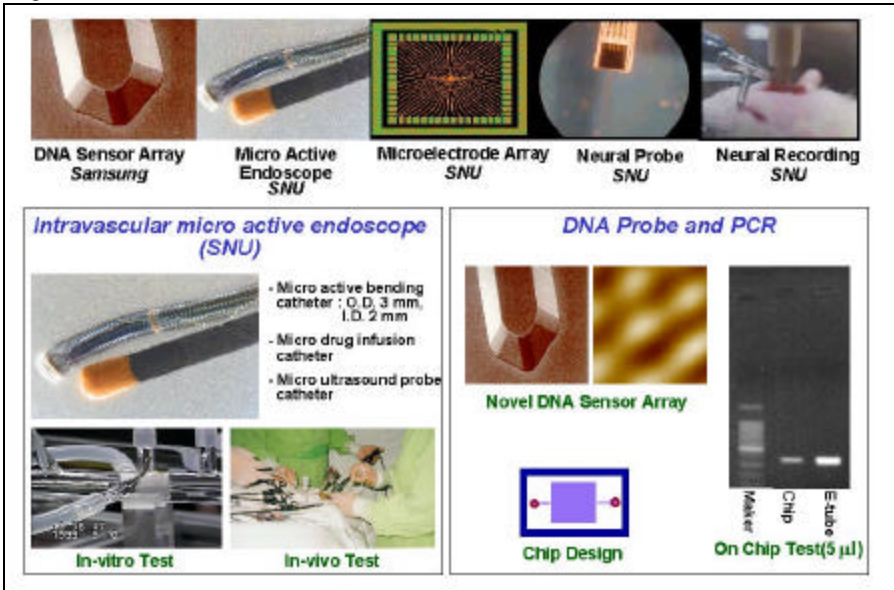 DNA Sensor Array
Samsung
Micro Active
Endoscope
SNU
Microelectrode Array
SNU
Neural Probe
SNU
Neural Recording
SNU
Intravascular micro active endoscope
(SNU)
- Micro active bending
catheter : O.D. 3 mm,
I.D. 2 mm
- Micro drug infusion
catheter
- Micro ultrasound probe
catheter
In-vitro Test
In-vivo Test
DNA Probe and PCR
Novel DNA Sensor Array
Chip Design
Maker
Chip
E-tube
On Chip Test(5 µl)